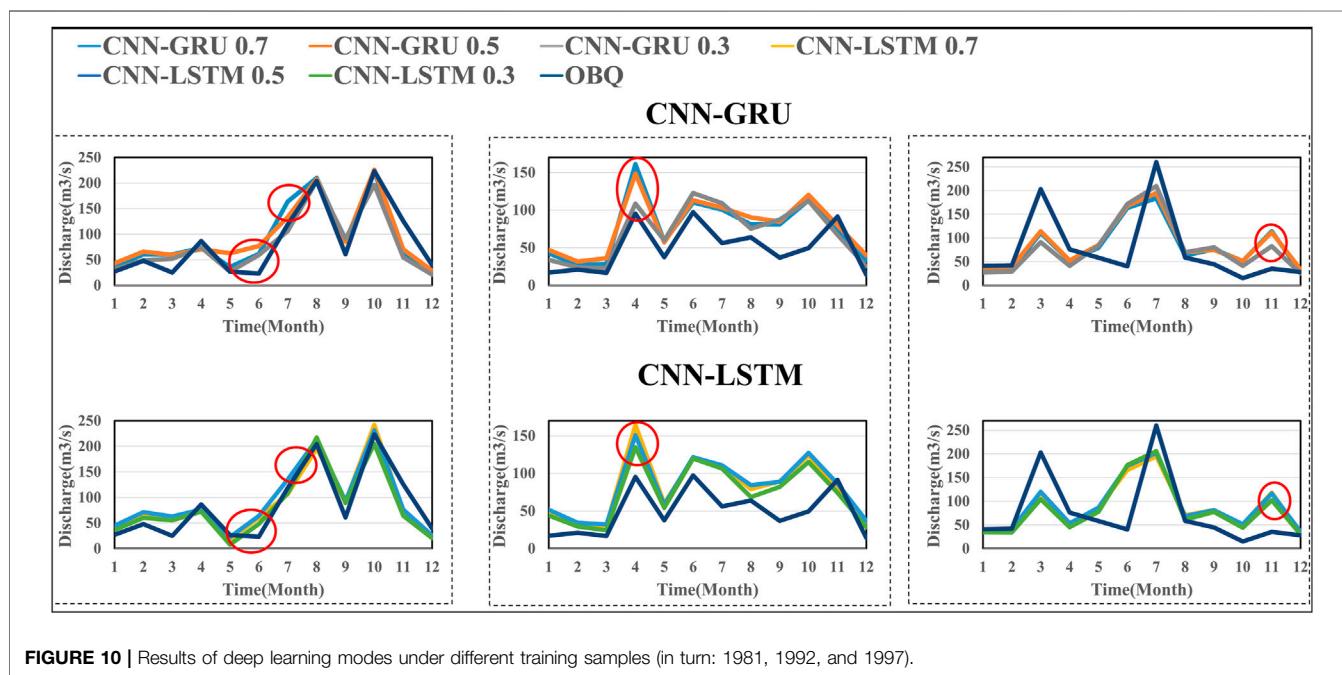 CNN-GRU 0.7 CNN-GRU 0.5 CNN-GRU 0.3 CNN-LSTM 0.7
CNN-LSTM 0.5 CNN-LSTM 0.3 OBQ
CNN-GRU
Discharge(m3/s)
250
200
150
100
50
0
1 2 3 4 5 6 7 8 9 10 11 12
Time(Month)
Discharge(m3/s)
150
100
50
0
1 2 3 4 5 6 7 8 9 10 11 12
Time(Month)
Discharge(m3/s)
250
200
150
100
50
0
1 2 3 4 5 6 7 8 9 10 11 12
Time(Month)
CNN-LSTM
Discharge(m3/s)
250
200
150
100
50
0
1 2 3 4 5 6 7 8 9 10 11 12
Time(Month)
Discharge(m3/s)
150
100
50
0
1 2 3 4 5 6 7 8 9 10 11 12
Time(Month)
Discharge(m3/s)
250
200
150
100
50
0
1 2 3 4 5 6 7 8 9 10 11 12
Time(Month)
FIGURE 10 | Results of deep learning modes under different training samples (in turn: 1981, 1992, and 1997).